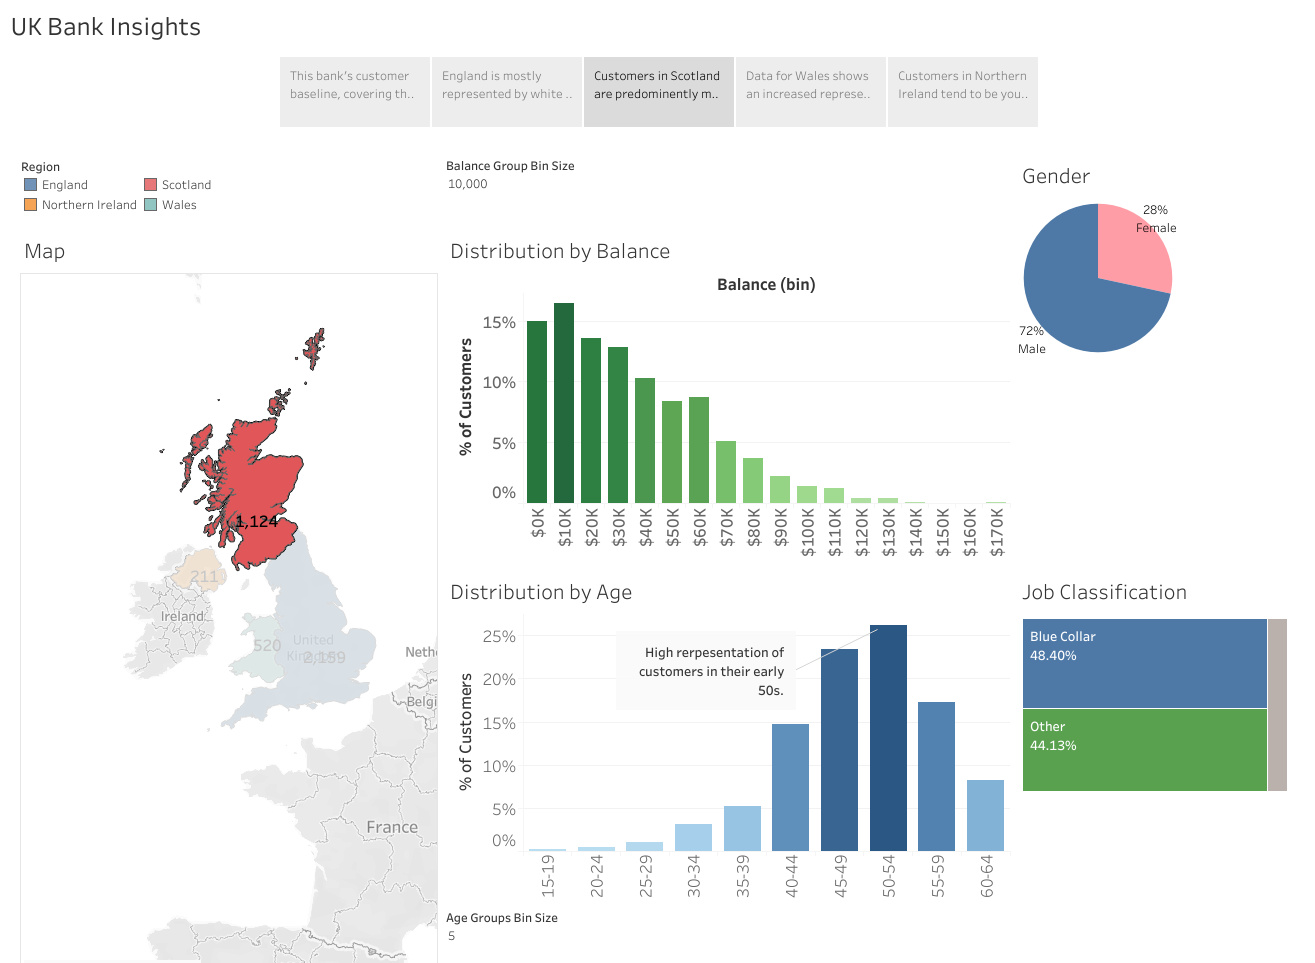 UK Bank Insights
This bank's customer
baseline, covering th..
England is mostly
represented by white ..
Customers in Scotland
are predominently m..
Data for Wales shows
an increased represe..
Customers in Northern
Ireland tend to be you..
Region
England
Scotland
Northern Ireland
Wales
Balance Group Bin Size
10,000
Gender
28%
Female
72%
Male
Map
1,124
211
Ireland
520
United
2,159
Neth
Belgi
France
Distribution by Balance
Balance (bin)
% of Customers
15%
10%
5%
0%
$0K
$10K
$20K
$30K
$40K
$50K
$60K
$70K
$80K
$90K
$100K
$110K
$120K
$130K
$140K
$150K
$160K
$170K
Distribution by Age
% of Customers
25%
20%
15%
10%
5%
0%
High rerpesentation of
customers in their early
50s.
15-19
20-24
25-29
30-34
35-39
40-44
45-49
50-54
55-59
60-64
Age Groups Bin Size
5
Job Classification
Blue Collar
48.40%
Other
44.13%